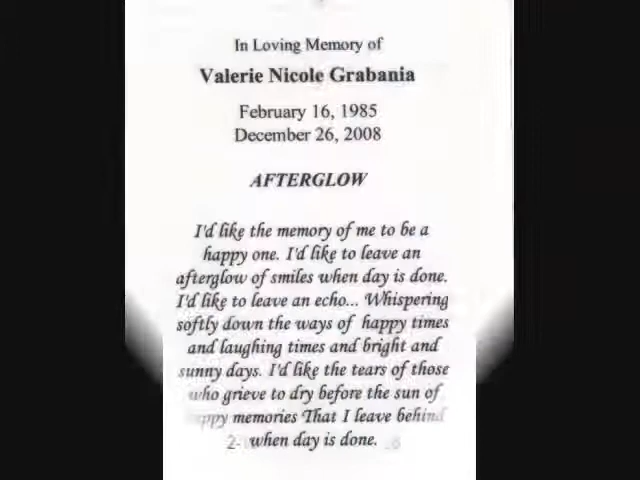 In Loving Memory of
Valerie Nicole Grabania
February 16, 1985
December 26, 2008
AFTERGLOW
I'd like the memory of me to be a
happy one. I'd like to leave an
afterglow of smiles when day is done.
I'd like to leave an echo... Whispering
softly down the ways of happy times
and laughing times and bright and
sunny days. I'd like the tears of those
who grieve to dry before the sun of
happy memories That I leave behind
when day is done.